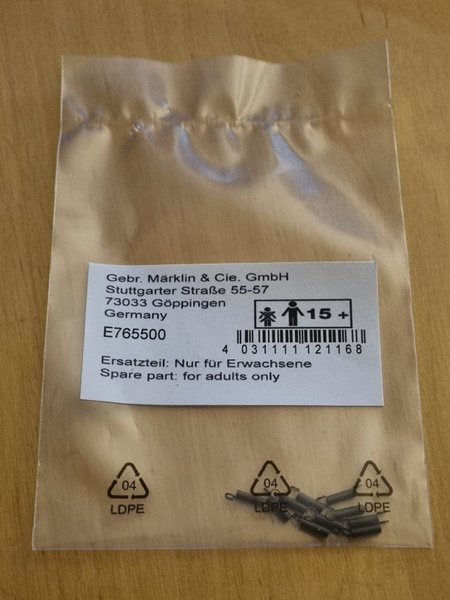 Gebr. Märklin & Cie. GmbH
Stuttgarter Straße 55-57
73033 Göppingen
Germany
15 +
E765500
4 031111 121168
Ersatzteil: Nur für Erwachsene
Spare part: for adults only
04 04 04
LDPE LDPE LDPE